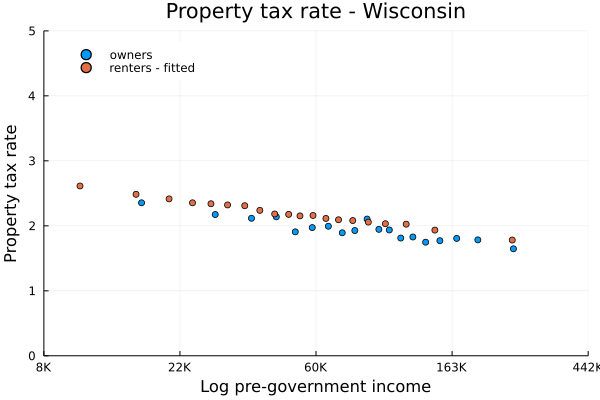 Property tax rate - Wisconsin
5
owners
renters - fitted
4
3
2
1
0
Property tax rate
8K 22K 60K 163K 442K
Log pre-government income